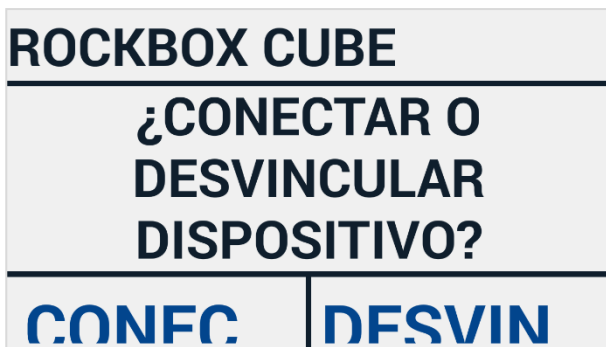 ROCKBOX CUBE
¿CONECTAR O
DESVINCULAR
DISPOSITIVO?
CONEC DESVIN